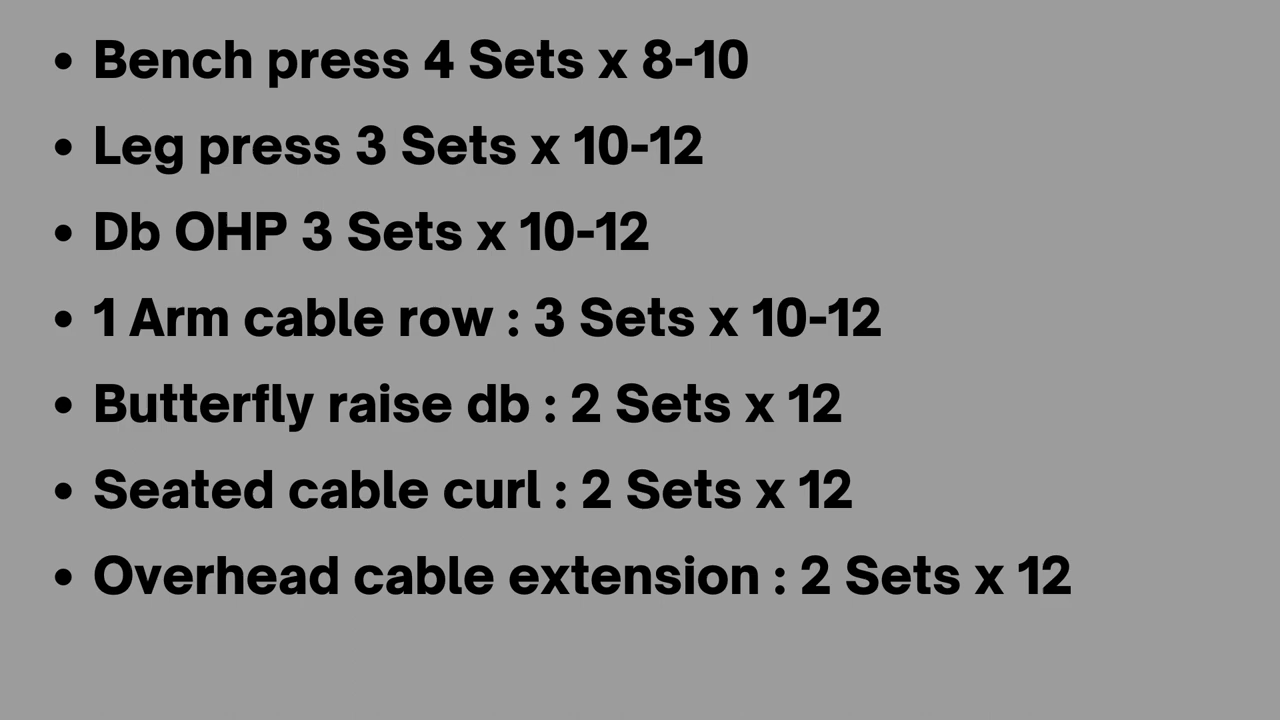 • Bench press 4 Sets x 8-10
• Leg press 3 Sets x 10-12
• Db OHP 3 Sets x 10-12
• 1 Arm cable row : 3 Sets x 10-12
• Butterfly raise db : 2 Sets x 12
• Seated cable curl : 2 Sets x 12
• Overhead cable extension : 2 Sets x 12